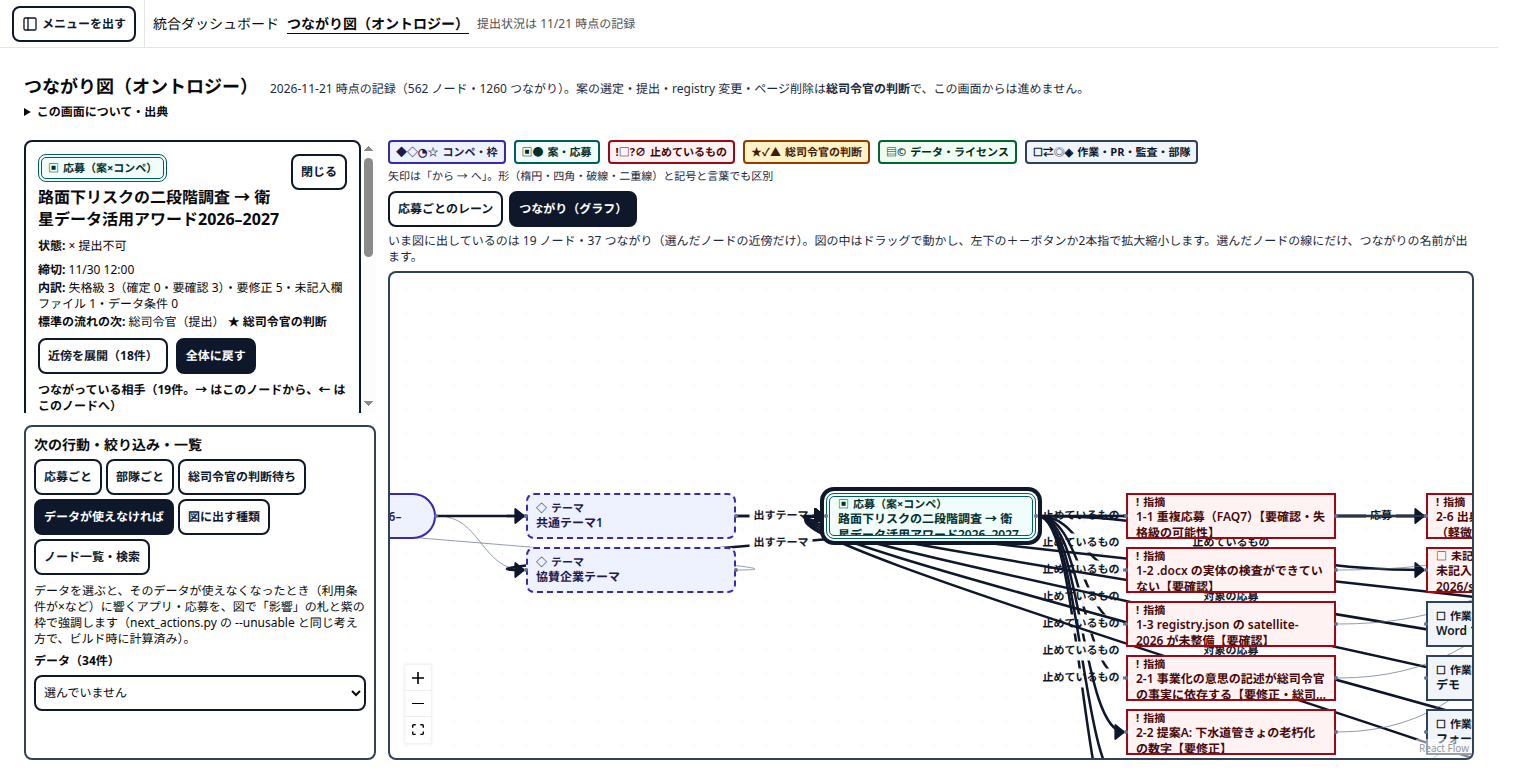 メニューを出す
統合ダッシュボード つながり図（オントロジー） 提出状況は 11/21 時点の記録
つながり図（オントロジー） 2026-11-21 時点の記録（562 ノード・1260 つながり）。案の選定・提出・registry 変更・ページ削除は総司令官の判断で、この画面からは進めません。
▶ この画面について・出典
▣ 応募（案×コンペ）
閉じる
路面下リスクの二段階調査 → 衛
星データ活用アワード2026–2027
状態: × 提出不可
締切: 11/30 12:00
内訳: 失格級 3（確定 0・要確認 3）・要修正 5・未記入欄
ファイル 1・データ条件 0
標準の流れの次: 総司令官（提出） ★ 総司令官の判断
近傍を展開（18件）
全体に戻す
つながっている相手（19件。→ はこのノードから、← は
このノードへ）
次の行動・絞り込み・一覧
応募ごと
部隊ごと
総司令官の判断待ち
データが使えなければ
図に出す種類
ノード一覧・検索
データを選ぶと、そのデータが使えなくなったとき（利用条
件が×など）に響くアプリ・応募を、図で「影響」の札と紫の
枠で強調します（next_actions.py の --unusable と同じ考え
方で、ビルド時に計算済み）。
データ（34件）
選んでいません
◆◇◔☆ コンペ・枠
▣● 案・応募
!☐?⊘ 止めているもの
★✓▲ 総司令官の判断
▤© データ・ライセンス
☐⇄◎◈ 作業・PR・監査・部隊
矢印は「から → へ」。形（楕円・四角・破線・二重線）と記号と言葉でも区別
応募ごとのレーン
つながり（グラフ）
いま図に出しているのは 19 ノード・37 つながり（選んだノードの近傍だけ）。図の中はドラッグで動かし、左下の＋−ボタンか2本指で拡大縮小します。選んだノードの線にだけ、つながりの名前が出
ます。
6–
◇ テーマ
共通テーマ1
◇ テーマ
協賛企業テーマ
出すテーマ
出すテーマ
▣ 応募（案×コンペ）
路面下リスクの二段階調査 → 衛
星データ活用アワード2026–2027
止めているもの
止めているもの
止めているもの
止めているもの
止めているもの
止めているもの
止めているもの
! 指摘
1-1 重複応募（FAQ7）【要確認・失
格級の可能性】
止めているもの
! 指摘
1-2 .docx の実体の検査ができてい
ない【要確認】
対象の応募
! 指摘
1-3 registry.json の satellite-
2026 が未整備【要確認】
対象の応募
! 指摘
2-1 事業化の意思の記述が総司令官
の事実に依存する【要修正・総司...
! 指摘
2-2 提案A: 下水道管きょの老朽化
の数字【要修正】
応募
! 指摘
2-6 出
（軽微
☐ 未記
未記入
2026/s
☐ 作業
Word
☐ 作業
デモ
☐ 作業
フォー
React Flow